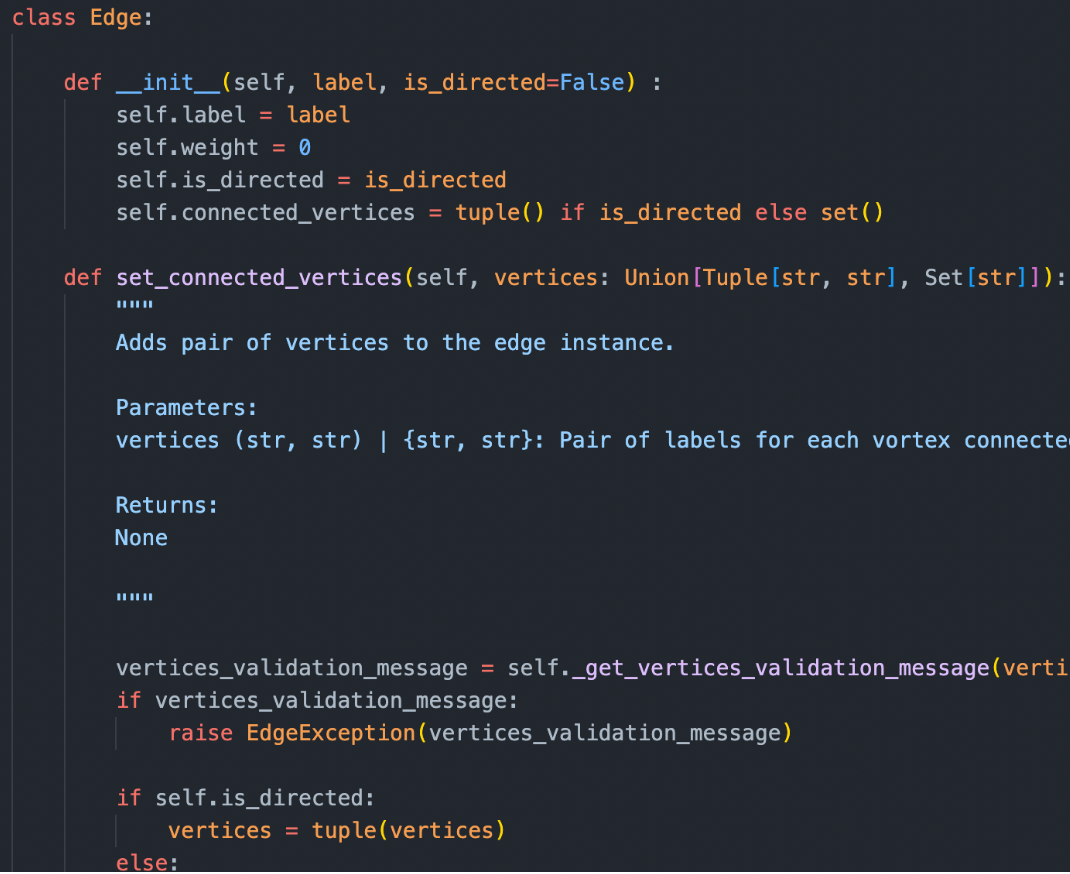 class Edge:
def __init__(self, label, is_directed=False) :
self.label = label
self.weight = 0
self.is_directed = is_directed
self.connected_vertices = tuple() if is_directed else set()
def set_connected_vertices(self, vertices: Union[Tuple[str, str], Set[str]]):
"""
Adds pair of vertices to the edge instance.
Parameters:
vertices (str, str) | {str, str}: Pair of labels for each vortex connecte
Returns:
None
"""
vertices_validation_message = self._get_vertices_validation_message(verti
if vertices_validation_message:
raise EdgeException(vertices_validation_message)
if self.is_directed:
vertices = tuple(vertices)
else: